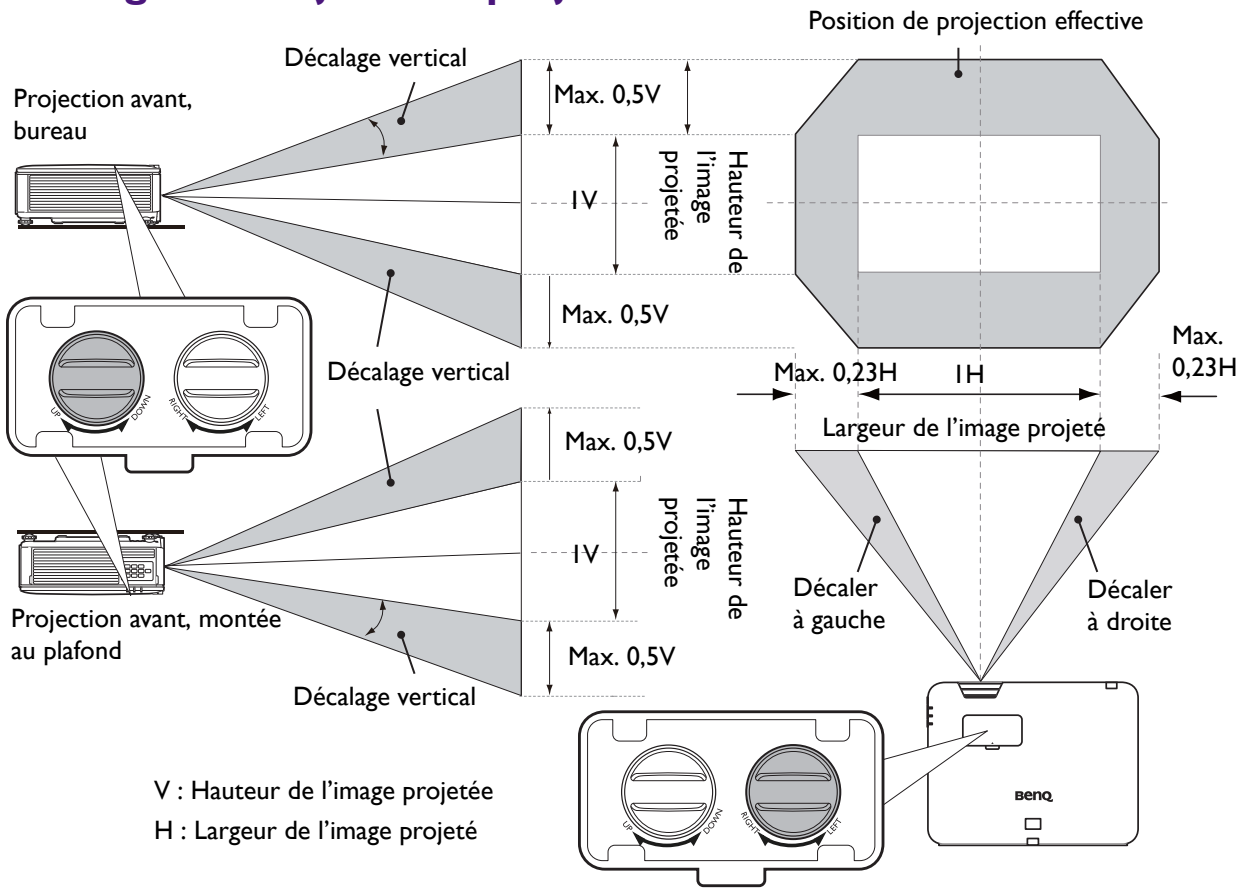 Position de projection effective
Décalage vertical
Projection avant,
bureau
Max. 0,5V
Hauteur de
l'image
projetée
1V
Max. 0,5V
Décalage vertical
UP
DOWN
RIGHT
LEFT
Max. 0,23H
1H
Max.
0,23H
Largeur de l'image projeté
Max. 0,5V
Hauteur de
l'image
projetée
1V
Max. 0,5V
Projection avant, montée
au plafond
Décalage vertical
Décaler
à gauche
Décaler
à droite
UP
DOWN
RIGHT
LEFT
BenQ
V : Hauteur de l'image projetée
H : Largeur de l'image projeté